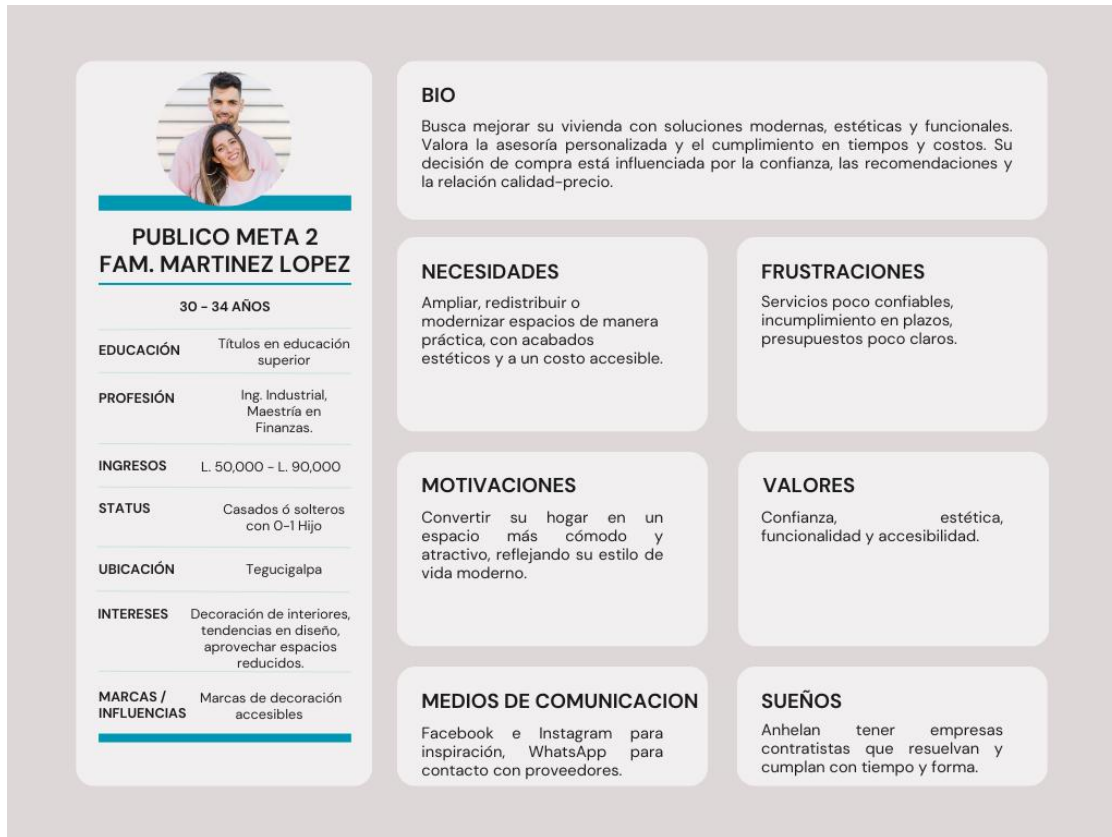 PUBLICO META 2
FAM. MARTINEZ LOPEZ
30 - 34 AÑOS
EDUCACIÓN
Títulos en educación
superior
PROFESIÓN
Ing. Industrial,
Maestría en
Finanzas.
INGRESOS
L. 50,000 - L. 90,000
STATUS
Casados ó solteros
con 0-1 Hijo
UBICACIÓN
Tegucigalpa
INTERESES
Decoración de interiores,
tendencias en diseño,
aprovechar espacios
reducidos.
MARCAS /
INFLUENCIAS
Marcas de decoración
accesibles
BIO
Busca mejorar su vivienda con soluciones modernas, estéticas y funcionales.
Valora la asesoría personalizada y el cumplimiento en tiempos y costos. Su
decisión de compra está influenciada por la confianza, las recomendaciones y
la relación calidad-precio.
NECESIDADES
Ampliar, redistribuir o
modernizar espacios de manera
práctica, con acabados
estéticos y a un costo accesible.
FRUSTRACIONES
Servicios poco confiables,
incumplimiento en plazos,
presupuestos poco claros.
MOTIVACIONES
Convertir su hogar en un
espacio más cómodo y
atractivo, reflejando su estilo de
vida moderno.
VALORES
Confianza, estética,
funcionalidad y accesibilidad.
MEDIOS DE COMUNICACION
Facebook e Instagram para
inspiración, WhatsApp para
contacto con proveedores.
SUEÑOS
Anhelan tener empresas
contratistas que resuelvan y
cumplan con tiempo y forma.